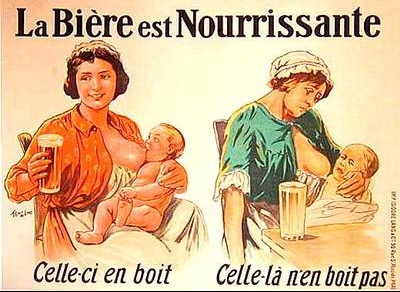 La Bière est Nourrissante
Celle-ci en boit
Celle-là n'en boit pas